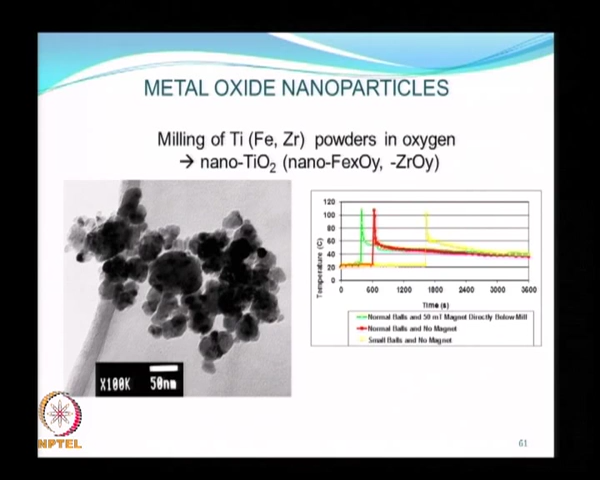 METAL OXIDE NANOPARTICLES
Milling of Ti (Fe, Zr) powders in oxygen
→ nano-TiO₂ (nano-FexOy, -ZrOy)
X100K 50nm
Temperature (C)
120
100
80
60
40
20
0
0 600 1200 1800 2400 3000 3600
Time (s)
Normal Balls and 50 mT Magnet Directly Below Mill
Normal Balls and No Magnet
Small Balls and No Magnet
NPTEL
61